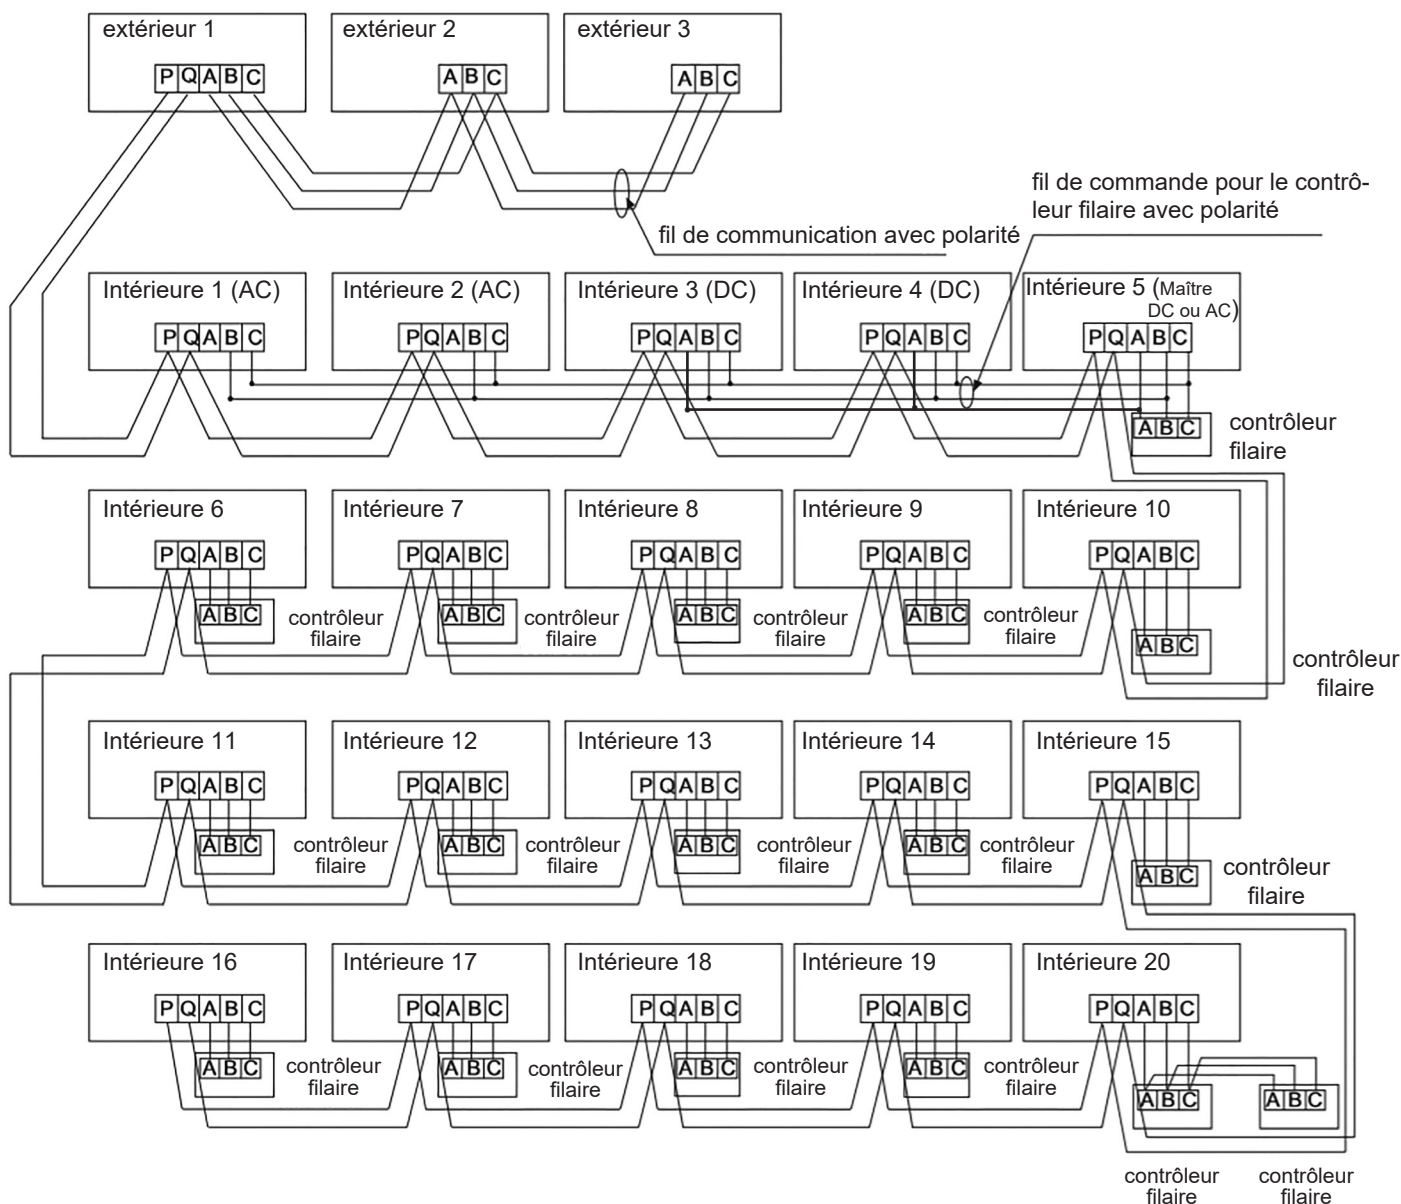 extérieur 1
extérieur 2
extérieur 3
P Q A B C
A B C
A B C
fil de commande pour le contrô-
leur filaire avec polarité
fil de communication avec polarité
Intérieure 1 (AC)
Intérieure 2 (AC)
Intérieure 3 (DC)
Intérieure 4 (DC)
Intérieure 5 (Maître
DC ou AC)
P Q A B C
P Q A B C
P Q A B C
P Q A B C
P Q A B C
A B C
contrôleur
filaire
Intérieure 6
Intérieure 7
Intérieure 8
Intérieure 9
Intérieure 10
P Q A B C
P Q A B C
P Q A B C
P Q A B C
P Q A B C
A B C
contrôleur
filaire
A B C
contrôleur
filaire
A B C
contrôleur
filaire
A B C
contrôleur
filaire
A B C
contrôleur
filaire
Intérieure 11
Intérieure 12
Intérieure 13
Intérieure 14
Intérieure 15
P Q A B C
P Q A B C
P Q A B C
P Q A B C
P Q A B C
A B C
contrôleur
filaire
A B C
contrôleur
filaire
A B C
contrôleur
filaire
A B C
contrôleur
filaire
A B C
contrôleur
filaire
Intérieure 16
Intérieure 17
Intérieure 18
Intérieure 19
Intérieure 20
P Q A B C
P Q A B C
P Q A B C
P Q A B C
P Q A B C
A B C
contrôleur
filaire
A B C
contrôleur
filaire
A B C
contrôleur
filaire
A B C
contrôleur
filaire
A B C
A B C
contrôleur
filaire
contrôleur
filaire